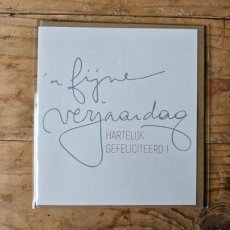 'n fijne
verjaardag
HARTELIJK
GEFELICITEERD !